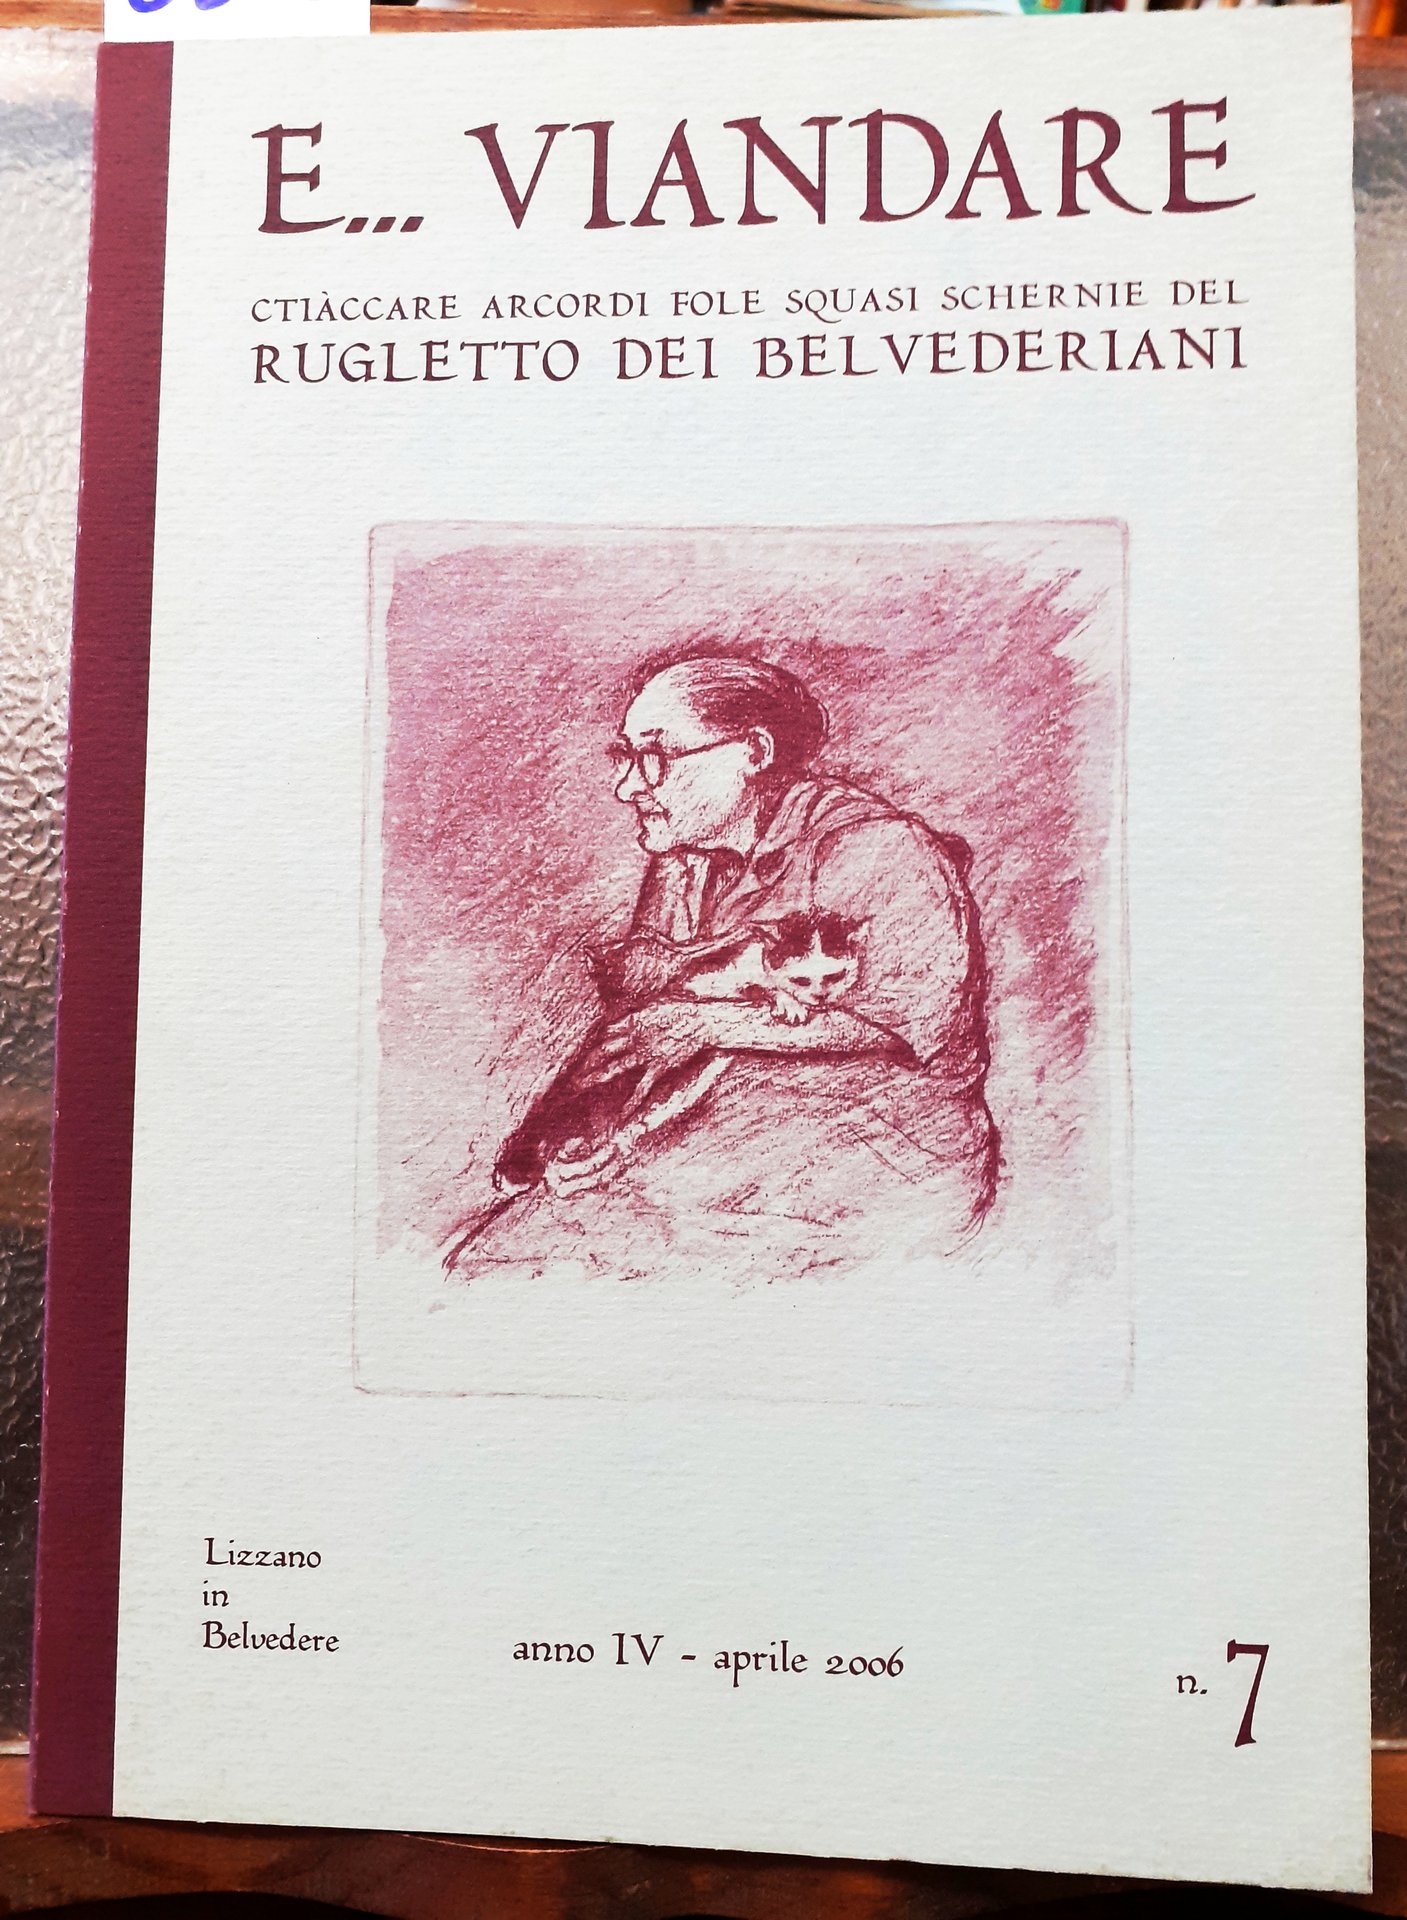 E... VIANDARE
CTIÀCCARE ARCORDI FOLE SQUASI SCHERNIE DEL
RUGLETTO DEI BELVEDERIANI
Lizzano
in
Belvedere
anno IV - aprile 2006
n. 7